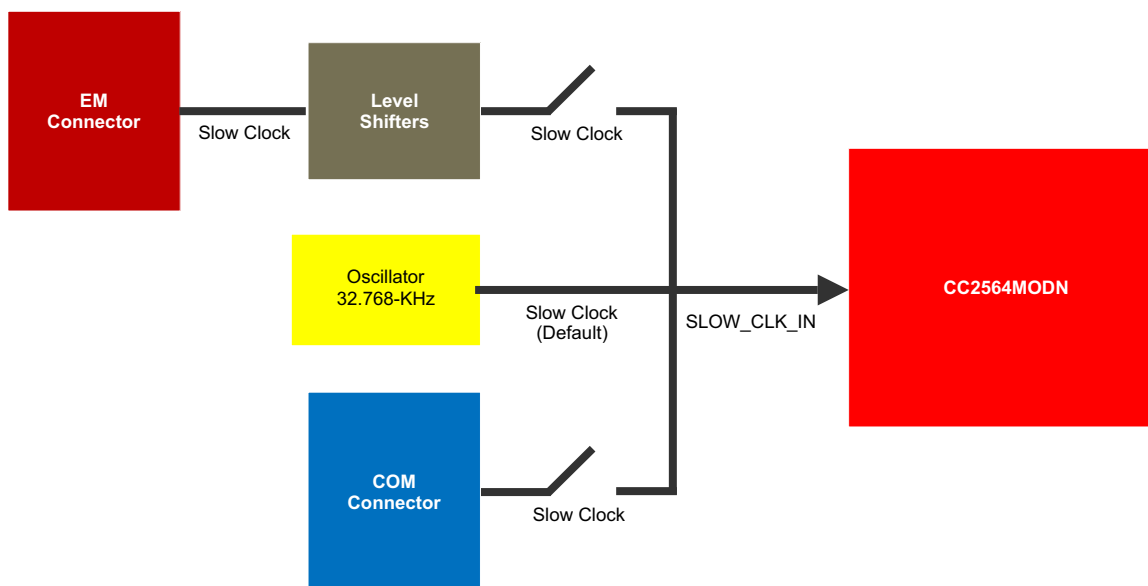 EM
Connector
Slow Clock
Level
Shifters
Slow Clock
Oscillator
32.768-KHz
Slow Clock
(Default)
SLOW_CLK_IN
CC2564MODN
COM
Connector
Slow Clock